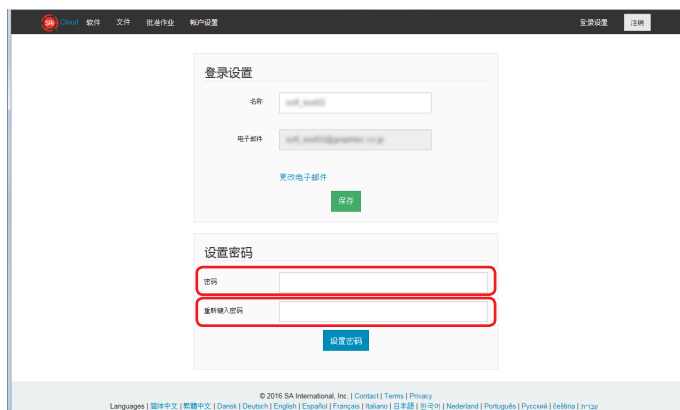 SAi Cloud 软件 文件 批准作业 帐户设置 登录设置 注销
登录设置
名称
电子邮件
更改电子邮件
保存
设置密码
密码
重新键入密码
设置密码
© 2016 SA International, Inc. | Contact | Terms | Privacy
Languages | 简体中文 | 繁體中文 | Dansk | Deutsch | English | Español | Français | Italiano | 日本語 | 한국어 | Nederland | Português | Русский | čeština | עברית